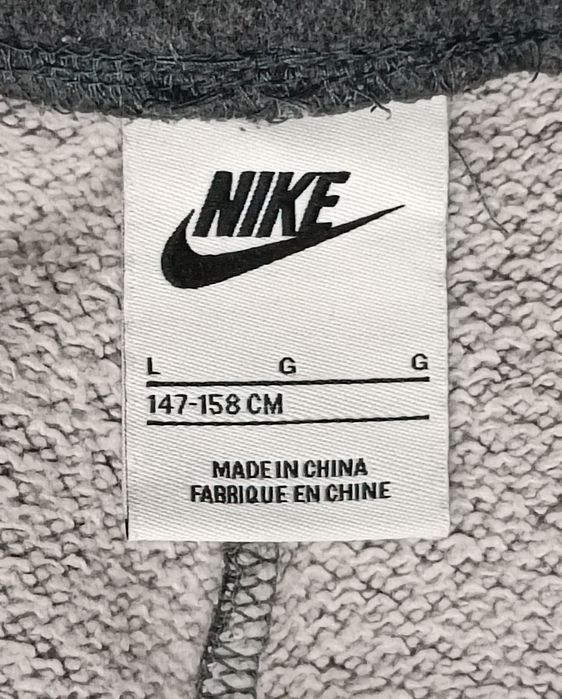 NIKE
L G G
147-158 CM
MADE IN CHINA
FABRIQUE EN CHINE